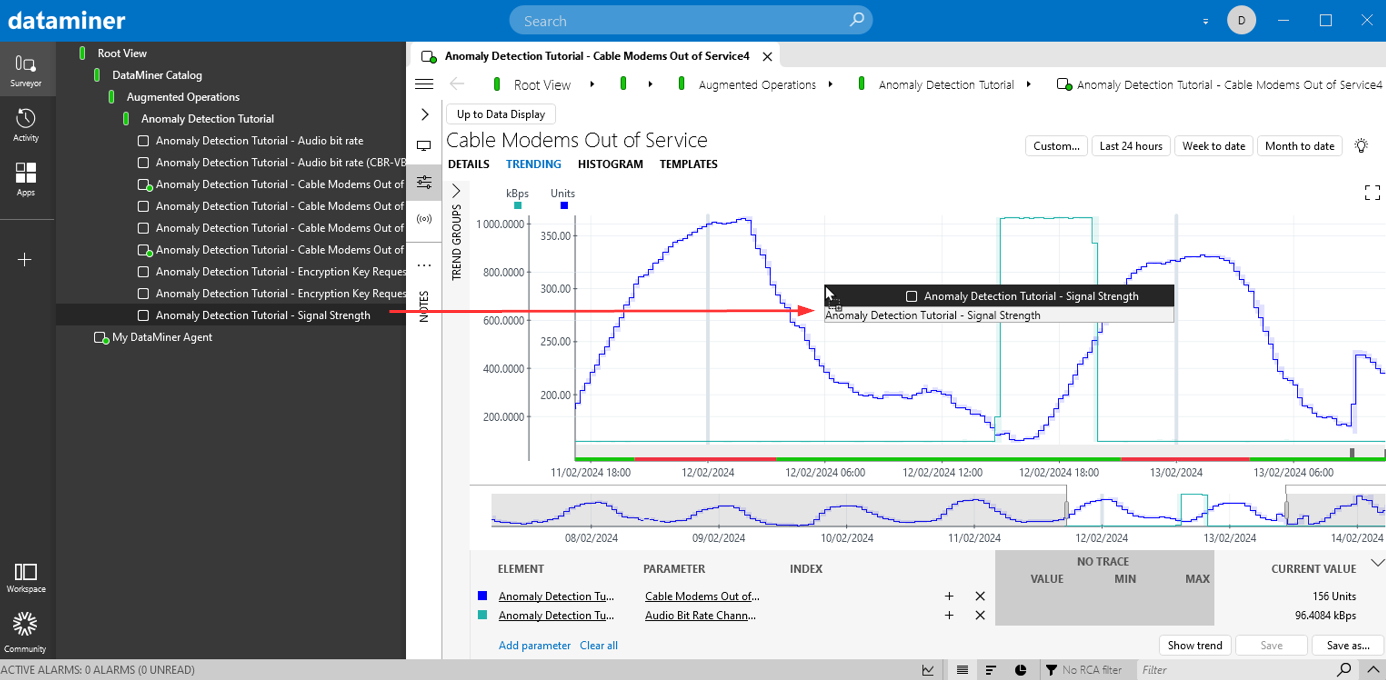 dataminer
Search
D
Surveyor
Activity
Apps
Workspace
Community
Root View
DataMiner Catalog
Augmented Operations
Anomaly Detection Tutorial
Anomaly Detection Tutorial - Audio bit rate
Anomaly Detection Tutorial - Audio bit rate (CBR-VB
Anomaly Detection Tutorial - Cable Modems Out of
Anomaly Detection Tutorial - Cable Modems Out of
Anomaly Detection Tutorial - Cable Modems Out of
Anomaly Detection Tutorial - Cable Modems Out of
Anomaly Detection Tutorial - Encryption Key Reques
Anomaly Detection Tutorial - Encryption Key Reques
Anomaly Detection Tutorial - Signal Strength
My DataMiner Agent
Anomaly Detection Tutorial - Cable Modems Out of Service4
Root View
Augmented Operations
Anomaly Detection Tutorial
Anomaly Detection Tutorial - Cable Modems Out of Service4
Up to Data Display
Cable Modems Out of Service
Custom... Last 24 hours Week to date Month to date
DETAILS TRENDING HISTOGRAM TEMPLATES
NOTES
TREND GROUPS
kBps Units
1000.0000
800.0000
600.0000
400.0000
200.0000
350.00
300.00
250.00
200.00
Anomaly Detection Tutorial - Signal Strength
Anomaly Detection Tutorial - Signal Strength
11/02/2024 18:00 12/02/2024 12/02/2024 06:00 12/02/2024 12:00 12/02/2024 18:00 13/02/2024 13/02/2024 06:00
08/02/2024 09/02/2024 10/02/2024 11/02/2024 12/02/2024 13/02/2024 14/02/2024
NO TRACE
ELEMENT PARAMETER INDEX VALUE MIN MAX CURRENT VALUE
Anomaly Detection Tu... Cable Modems Out of... + 156 Units
Anomaly Detection Tu... Audio Bit Rate Chann... + 96.4084 kBps
Add parameter Clear all Show trend Save Save as...
ACTIVE ALARMS: 0 ALARMS (0 UNREAD) No RCA filter Filter